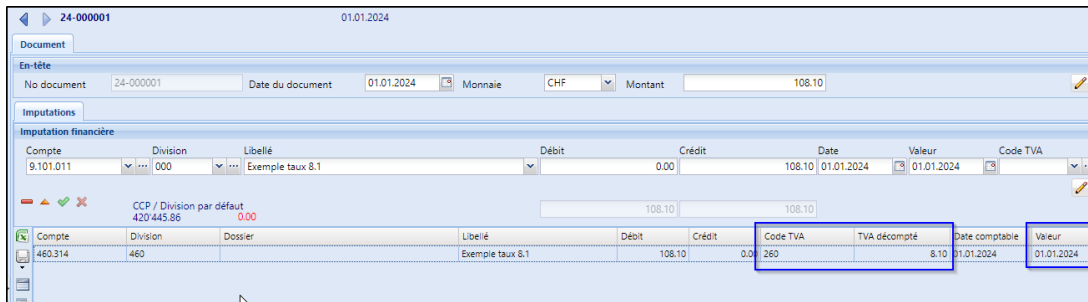 24-000001 01.01.2024
Document
En-tête
No document 24-000001 Date du document 01.01.2024 Monnaie CHF Montant 108.10
Imputations
Imputation financière
Compte Division Libellé Débit Crédit Date Valeur Code TVA
9.101.011 000 Exemple taux 8.1 0.00 108.10 01.01.2024 01.01.2024
CCP / Division par défaut 108.10 108.10
420'445.86 0.00
Compte Division Dossier Libellé Débit Crédit Code TVA TVA décompté Date comptable Valeur
460.314 460 Exemple taux 8.1 108.10 0.00 260 8.10 01.01.2024 01.01.2024